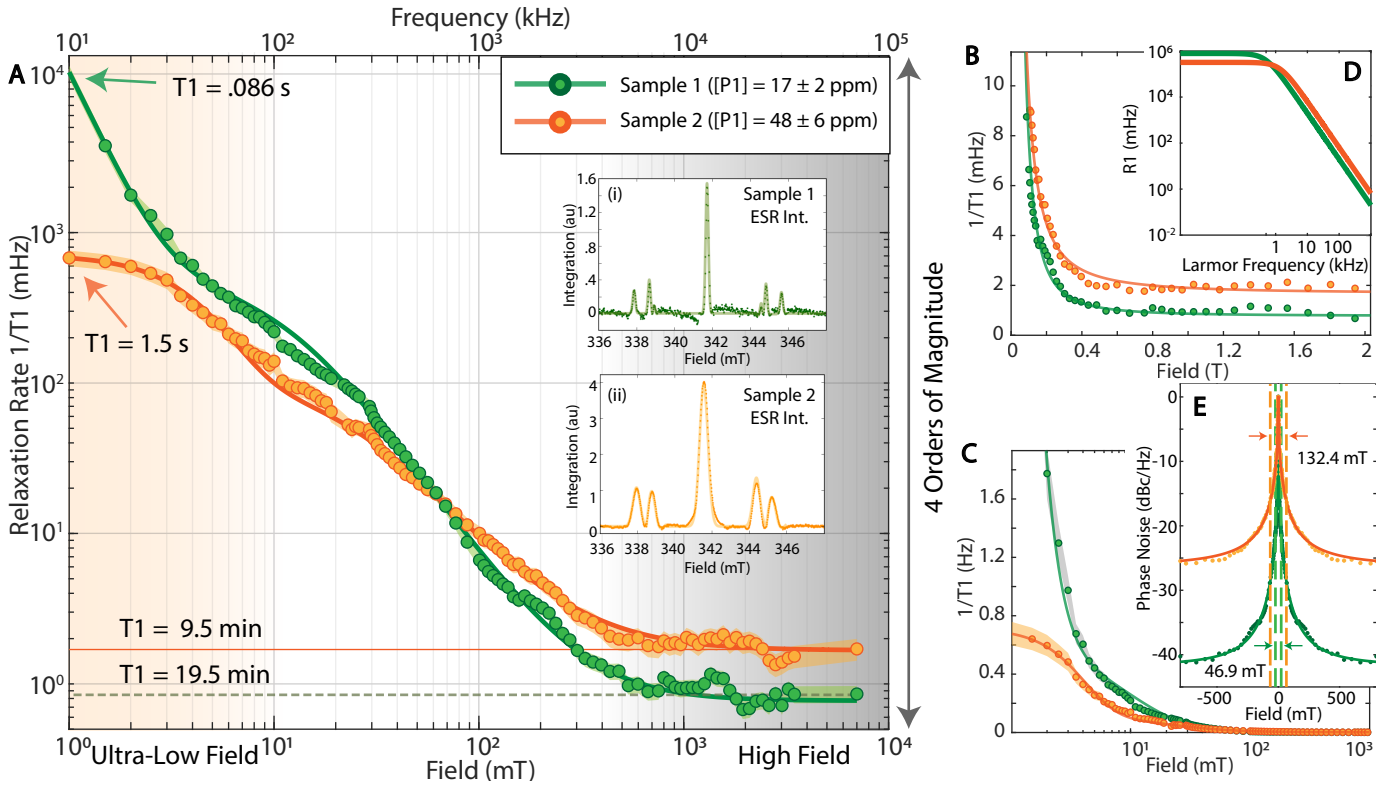 Frequency (kHz)
10¹ 10² 10³ 10⁴ 10⁵
A
10⁴
10³
10²
10¹
10⁰
Relaxation Rate 1/T1 (mHz)
T1 = .086 s
T1 = 1.5 s
Sample 1 ([P1] = 17 ± 2 ppm)
Sample 2 ([P1] = 48 ± 6 ppm)
(i)
Sample 1
ESR Int.
Integration (au)
1.6
1.2
.8
.4
0
336 338 340 342 344 346
Field (mT)
(ii)
Sample 2
ESR Int.
Integration (au)
4
3
2
1
0
336 338 340 342 344 346
Field (mT)
T1 = 9.5 min
T1 = 19.5 min
10⁰ 10¹ 10² 10³ 10⁴
Ultra-Low Field
Field (mT)
High Field
4 Orders of Magnitude
B
1/T1 (mHz)
10
8
6
4
2
0
0 0.4 0.8 1.2 1.6 2
Field (T)
D
R1 (mHz)
10⁶
10⁴
10²
10⁰
10⁻²
1 10 100
Larmor Frequency (kHz)
C
1/T1 (Hz)
1.6
1.2
0.8
0.4
0
10¹ 10² 10³
Field (mT)
E
Phase Noise (dBc/Hz)
0
-10
-20
-30
-40
132.4 mT
46.9 mT
-500 0 500
Field (mT)